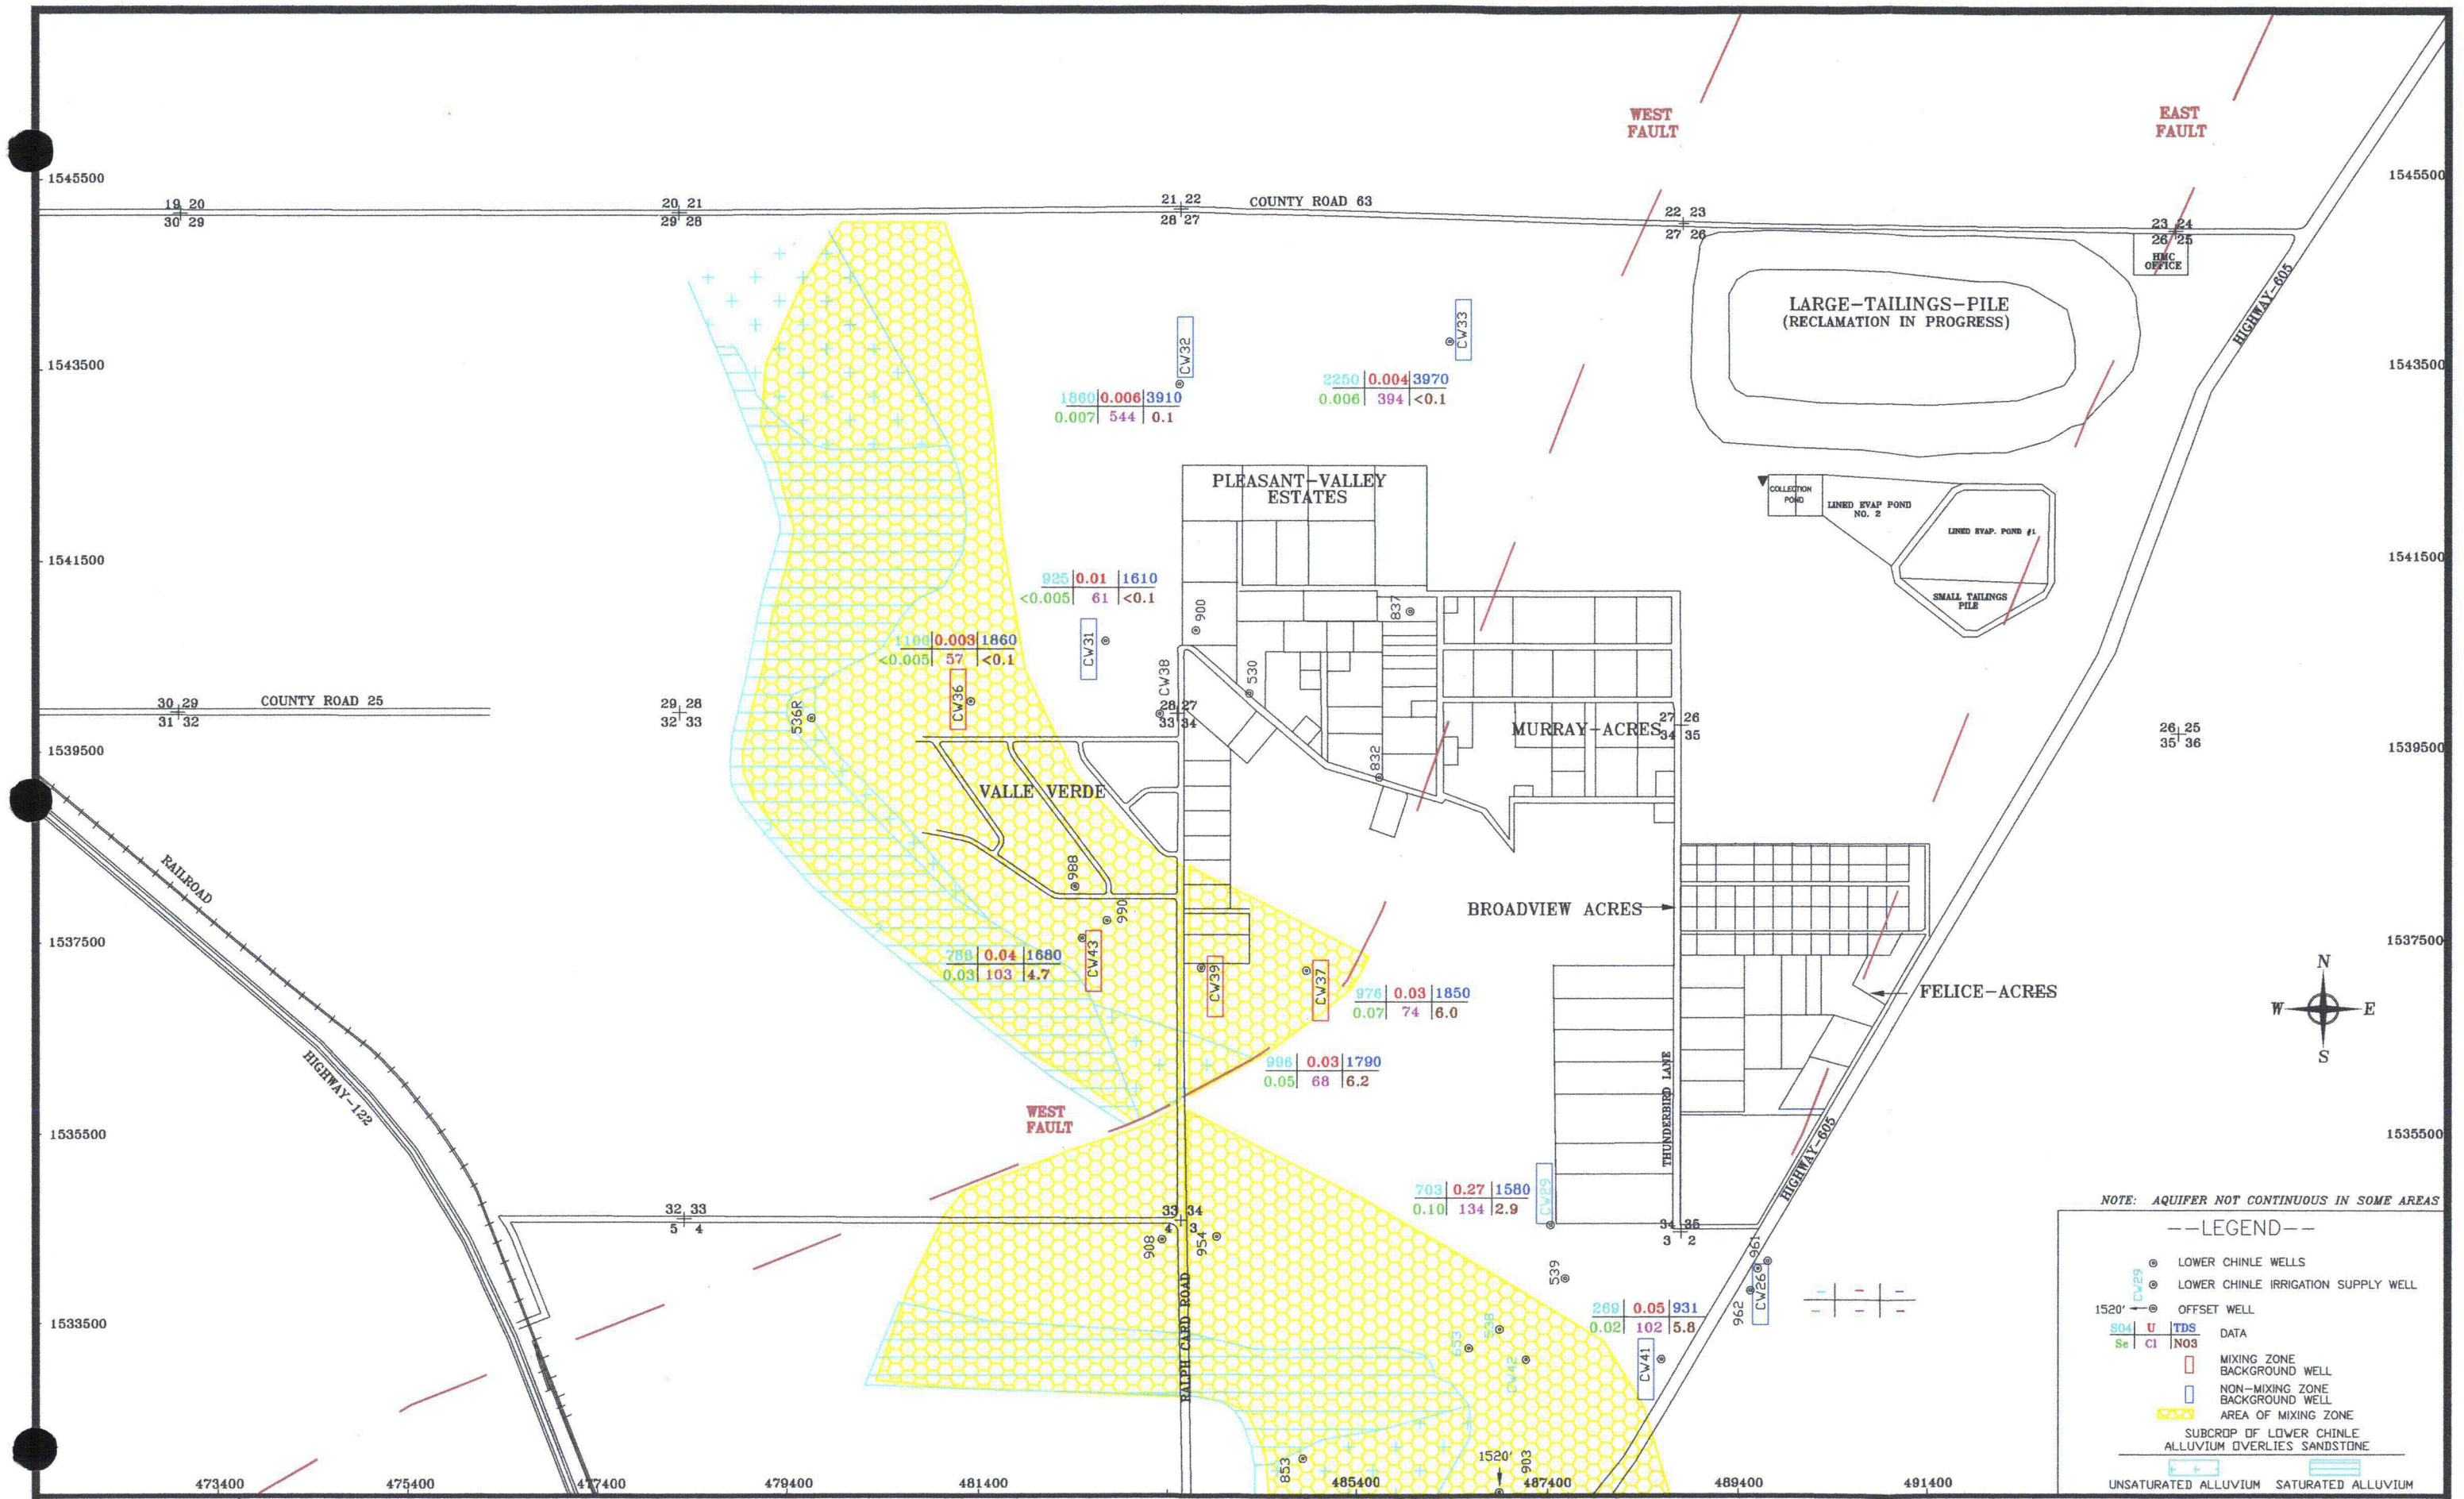 WEST
FAULT
EAST
FAULT
1545500
1545500
19 20
30 29
20 21
29 28
21 22
28 27
COUNTY ROAD 63
22 23
27 26
23 24
26 25
HMC
OFFICE
HIGHWAY-605
LARGE-TAILINGS-PILE
(RECLAMATION IN PROGRESS)
CW32
CW33
1543500
1543500
1860 0.006 3910
0.007 544 0.1
2250 0.004 3970
0.006 394 <0.1
PLEASANT-VALLEY
ESTATES
COLLECTION
POND
LINED EVAP POND
NO. 2
LINED EVAP. POND #1
SMALL TAILINGS
PILE
1541500
1541500
925 0.01 1610
<0.005 61 <0.1
CW31
900
837
1100 0.003 1860
<0.005 57 <0.1
CW36
CW38
530
536R
30 29
31 32
COUNTY ROAD 25
29 28
32 33
28 27
33 34
MURRAY-ACRES
27 26
34 35
26 25
35 36
1539500
1539500
832
VALLE VERDE
RAILROAD
988
990
BROADVIEW ACRES
1537500
1537500
788 0.04 1680
0.03 103 4.7
CW43
CW39
CW37
976 0.03 1850
0.07 74 6.0
FELICE-ACRES
N
W E
S
HIGHWAY-122
996 0.03 1790
0.05 68 6.2
THUNDERBIRD LANE
WEST
FAULT
1535500
1535500
HIGHWAY-605
703 0.27 1580
0.10 134 2.9
CW29
32 33
5 4
33 34
4 3
34 35
3 2
908
954
961
539
CW26
962
RALPH CARD ROAD
269 0.05 931
0.02 102 5.8
- - -
- - -
1533500
653
538
CW42
CW41
853
1520'
903
473400
475400
477400
479400
481400
485400
487400
489400
491400
NOTE: AQUIFER NOT CONTINUOUS IN SOME AREAS
--LEGEND--
LOWER CHINLE WELLS
CW29
LOWER CHINLE IRRIGATION SUPPLY WELL
1520' OFFSET WELL
SO4 U TDS
Se Cl NO3
DATA
MIXING ZONE
BACKGROUND WELL
NON-MIXING ZONE
BACKGROUND WELL
AREA OF MIXING ZONE
SUBCROP OF LOWER CHINLE
ALLUVIUM OVERLIES SANDSTONE
UNSATURATED ALLUVIUM SATURATED ALLUVIUM